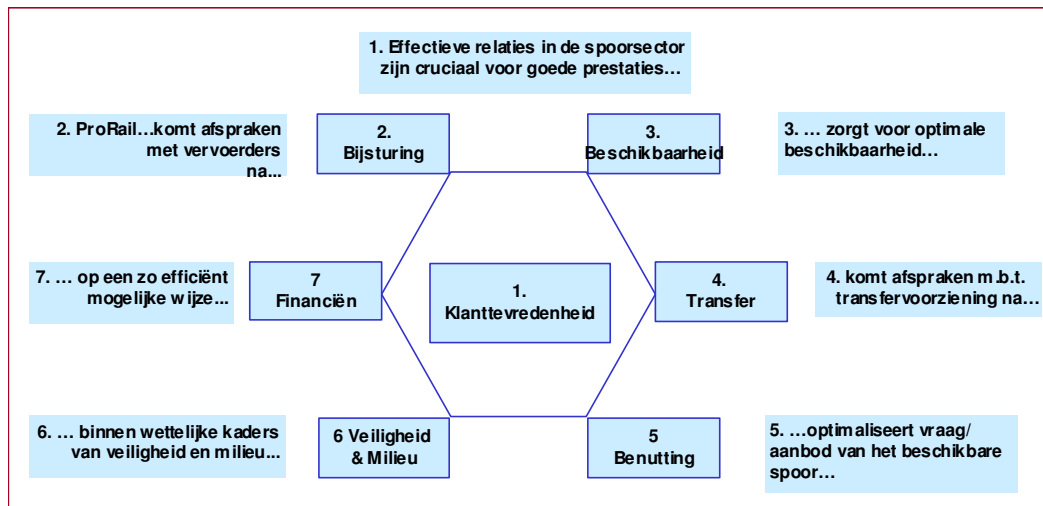 1. Effectieve relaties in de spoorsector
zijn cruciaal voor goede prestaties…
2. ProRail…komt afspraken
met vervoerders
na...
2.
Bijsturing
3.
Beschikbaarheid
3. … zorgt voor optimale
beschikbaarheid…
7. … op een zo efficiënt
mogelijke wijze...
7
Financiën
1.
Klanttevredenheid
4.
Transfer
4. komt afspraken m.b.t.
transfervoorziening na…
6. … binnen wettelijke kaders
van veiligheid en milieu...
6 Veiligheid
& Milieu
5
Benutting
5. …optimaliseert vraag/
aanbod van het beschikbare
spoor…